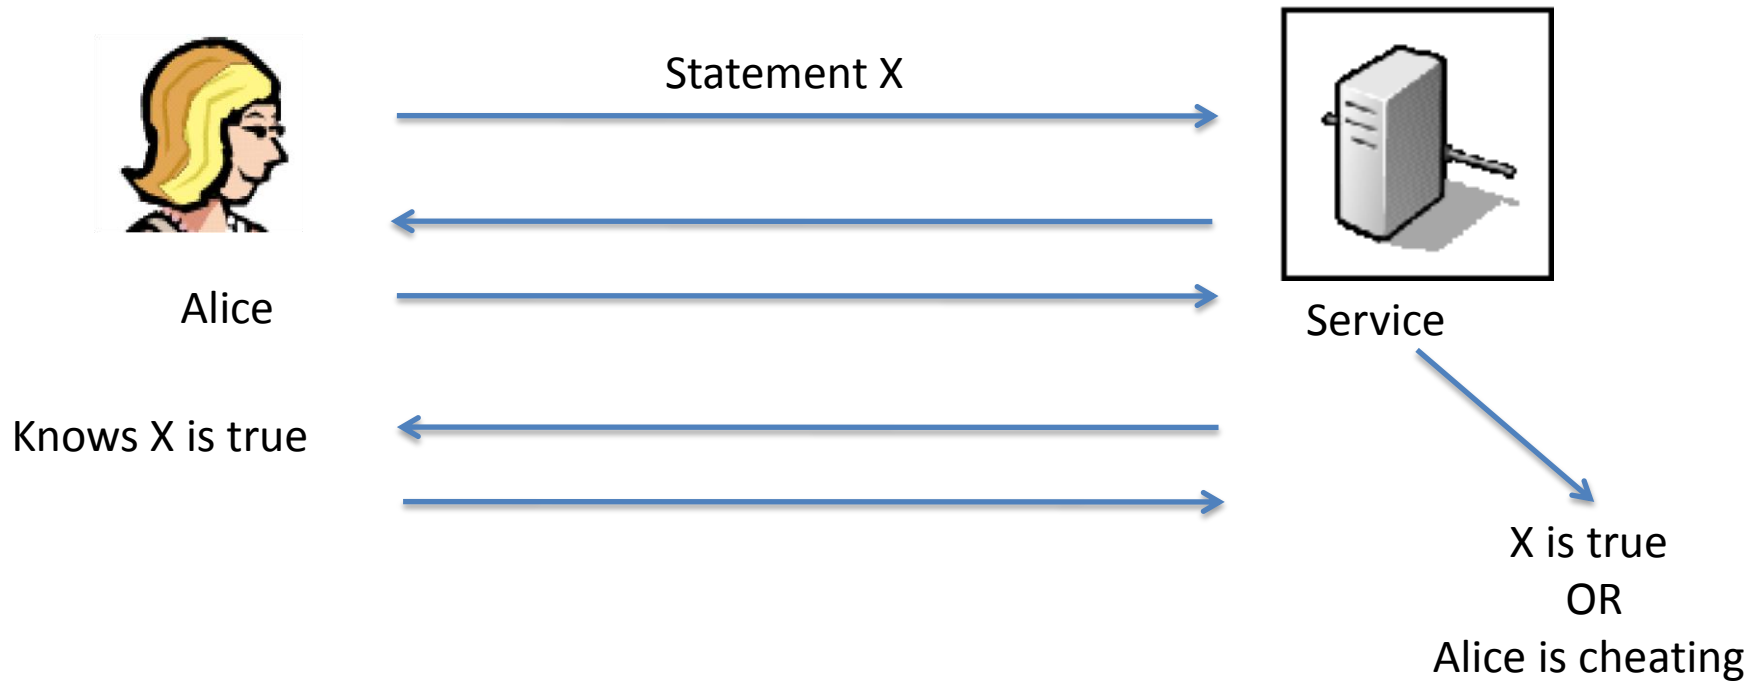 Statement X
Alice
Service
Knows X is true
X is true
OR
Alice is cheating